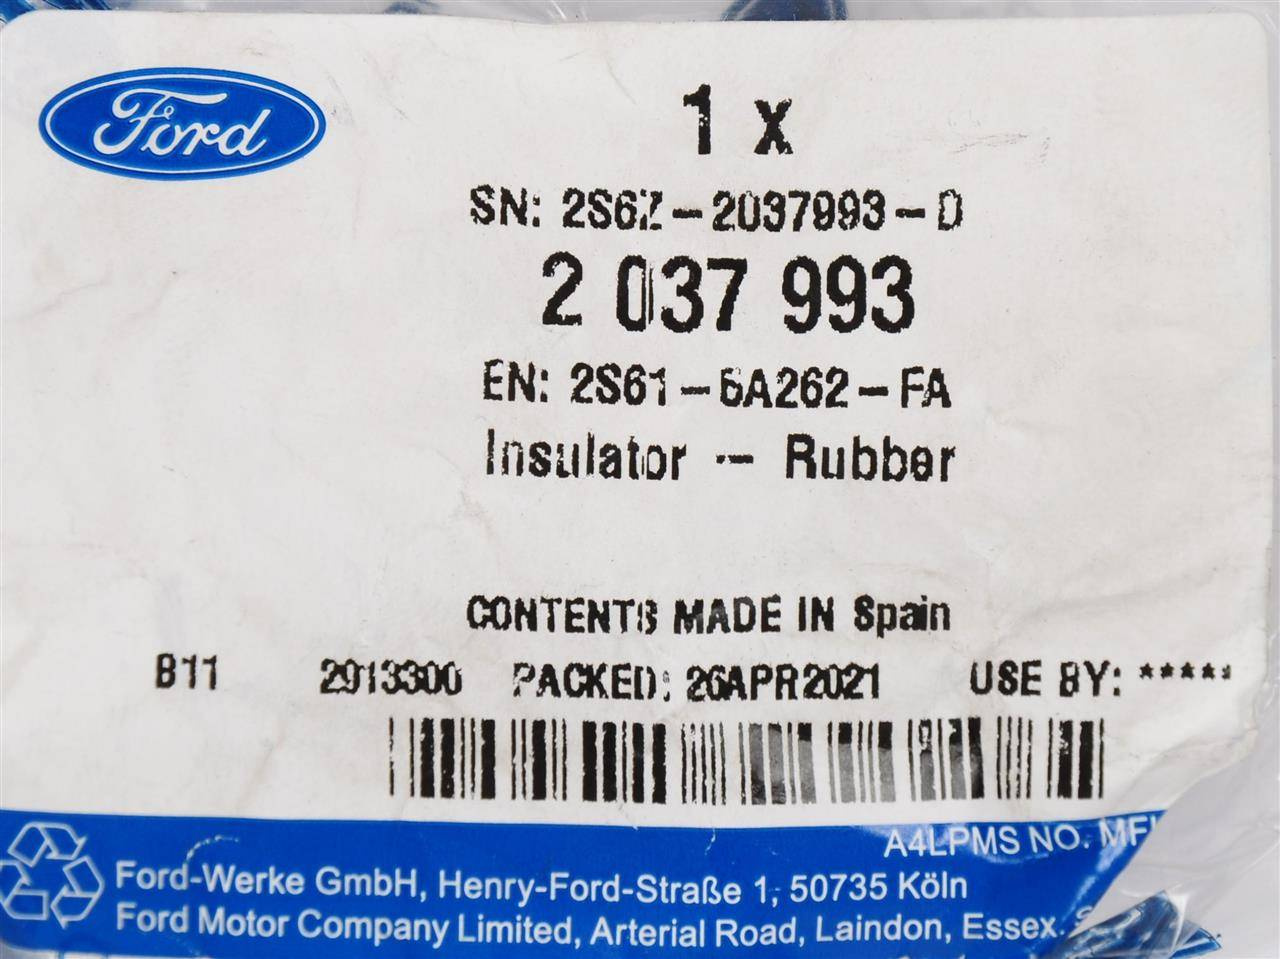 Ford
1 x
SN: 2S6Z-2037993-D
2 037 993
EN: 2S61-6A262-FA
Insulator -- Rubber
CONTENTS MADE IN Spain
B11 2913300 PACKED: 26APR2021 USE BY: *****
A4LPMS NO.
Ford-Werke GmbH, Henry-Ford-Straße 1, 50735 Köln
Ford Motor Company Limited, Arterial Road, Laindon, Essex.